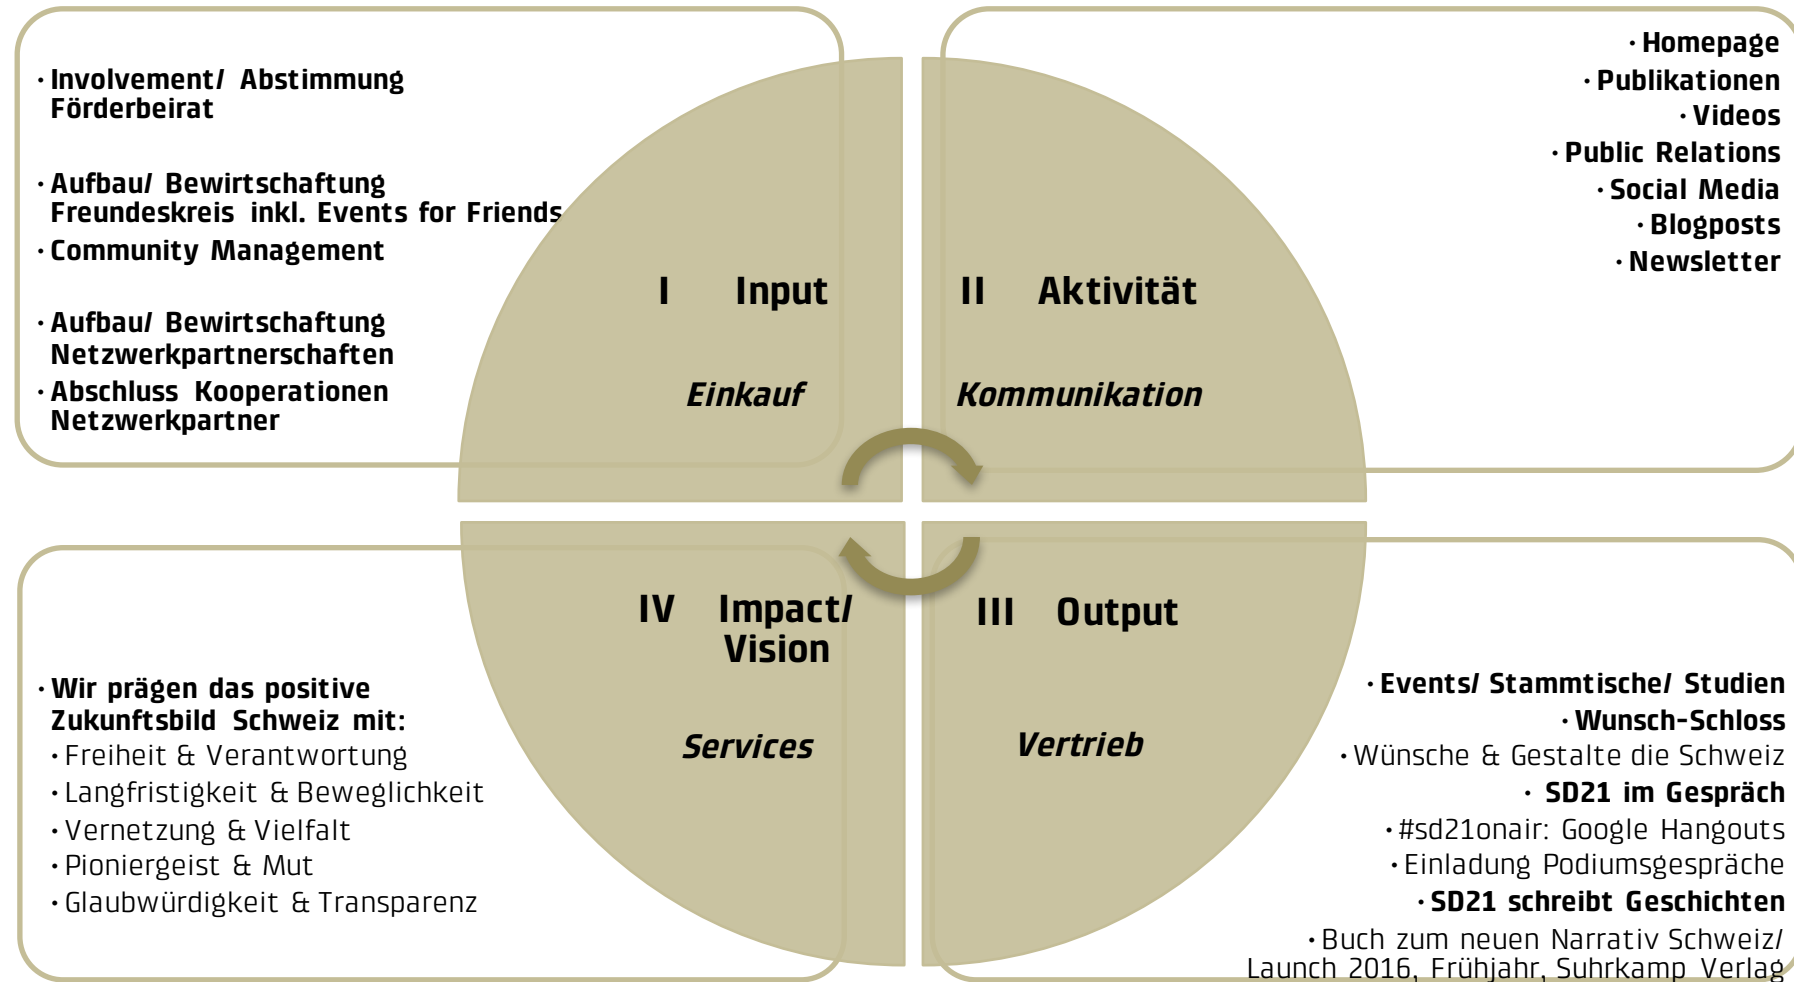 · Involvement/ Abstimmung
Förderbeirat
· Aufbau/ Bewirtschaftung
Freundeskreis inkl. Events for Friends
· Community Management
· Aufbau/ Bewirtschaftung
Netzwerkpartnerschaften
· Abschluss Kooperationen
Netzwerkpartner
I Input
Einkauf
· Homepage
· Publikationen
· Videos
· Public Relations
· Social Media
· Blogposts
· Newsletter
II Aktivität
Kommunikation
IV Impact/
Vision
Services
· Wir prägen das positive
Zukunftsbild Schweiz mit:
· Freiheit & Verantwortung
· Langfristigkeit & Beweglichkeit
· Vernetzung & Vielfalt
· Pioniergeist & Mut
· Glaubwürdigkeit & Transparenz
III Output
Vertrieb
· Events/ Stammtische/ Studien
· Wunsch-Schloss
· Wünsche & Gestalte die Schweiz
· SD21 im Gespräch
· #sd21onair: Google Hangouts
· Einladung Podiumsgespräche
· SD21 schreibt Geschichten
· Buch zum neuen Narrativ Schweiz/
Launch 2016, Frühjahr, Suhrkamp Verlag